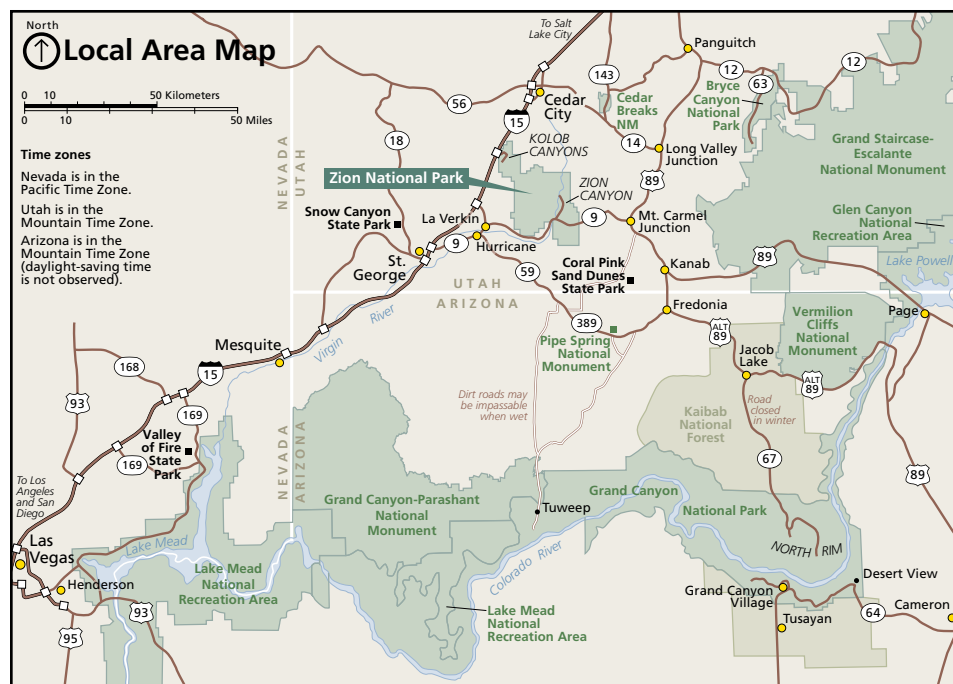 North
Local Area Map
0 10 50 Kilometers
0 10 50 Miles
Time zones
Nevada is in the
Pacific Time Zone.
Utah is in the
Mountain Time Zone.
Arizona is in the
Mountain Time Zone
(daylight-saving time
is not observed).
To Salt
Lake City
Panguitch
12
12
143
63
56
Cedar
City
Cedar
Breaks
NM
Bryce
Canyon
National
Park
15
18
KOLOB
CANYONS
14
Long Valley
Junction
Grand Staircase-
Escalante
National Monument
NEVADA
UTAH
Zion National Park
ZION
CANYON
89
Snow Canyon
State Park
La Verkin
9
Mt. Carmel
Junction
Glen Canyon
National
Recreation Area
9
Hurricane
St.
George
59
Coral Pink
Sand Dunes
State Park
Kanab
89
Lake Powell
UTAH
ARIZONA
Fredonia
River
Virgin
389
ALT
89
Vermilion
Cliffs
National
Monument
Page
Mesquite
Pipe Spring
National
Monument
Jacob
Lake
ALT
89
168
15
93
169
Dirt roads may
be impassable
when wet
Road
closed
in winter
Kaibab
National
Forest
Valley
of Fire
State
Park
169
NEVADA
ARIZONA
67
89
To Los
Angeles
and San
Diego
Grand Canyon-Parashant
National
Monument
Grand Canyon
National Park
Tuweep
Las
Vegas
Lake Mead
NORTH RIM
Colorado River
Lake Mead
National
Recreation Area
Henderson
Desert View
Grand Canyon
Village
93
Lake Mead
National
Recreation Area
64
Cameron
Tusayan
95